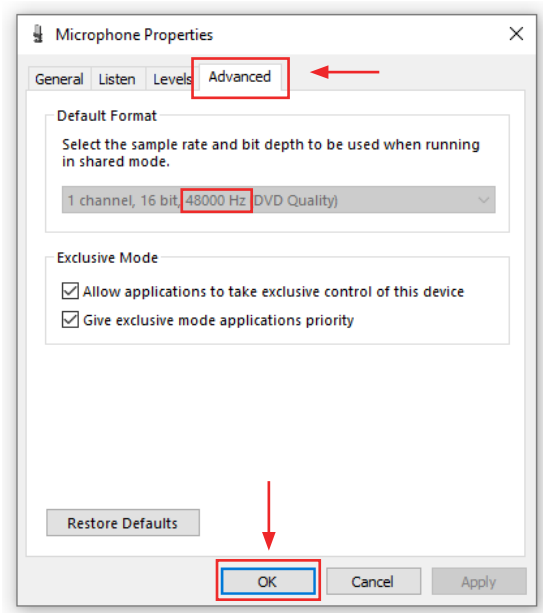 Microphone Properties
General Listen Levels Advanced
Default Format
Select the sample rate and bit depth to be used when running
in shared mode.
1 channel, 16 bit, 48000 Hz (DVD Quality)
Exclusive Mode
Allow applications to take exclusive control of this device
Give exclusive mode applications priority
Restore Defaults
OK Cancel Apply